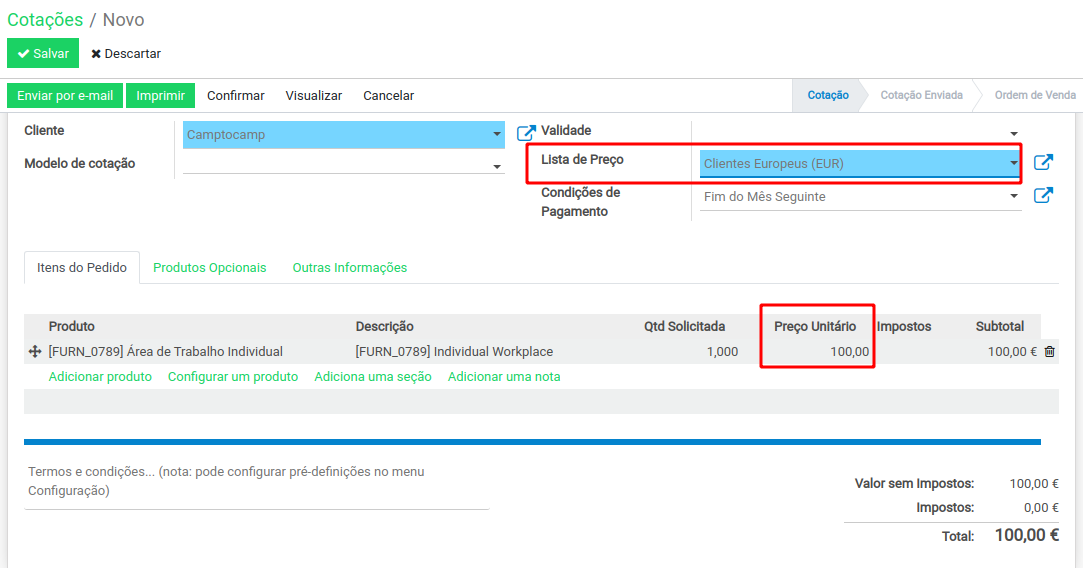 Cotações / Novo
Salvar Descartar
Enviar por e-mail Imprimir Confirmar Visualizar Cancelar Cotação Cotação Enviada Ordem de Venda
Cliente Camptocamp Validade
Modelo de cotação Lista de Preço Clientes Europeus (EUR)
Condições de Pagamento Fim do Mês Seguinte
Itens do Pedido Produtos Opcionais Outras Informações
Produto Descrição Qtd Solicitada Preço Unitário Impostos Subtotal
[FURN_0789] Área de Trabalho Individual [FURN_0789] Individual Workplace 1,000 100,00 100,00 €
Adicionar produto Configurar um produto Adiciona uma seção Adicionar uma nota
Termos e condições... (nota: pode configurar pré-definições no menu
Configuração)
Valor sem Impostos: 100,00 €
Impostos: 0,00 €
Total: 100,00 €